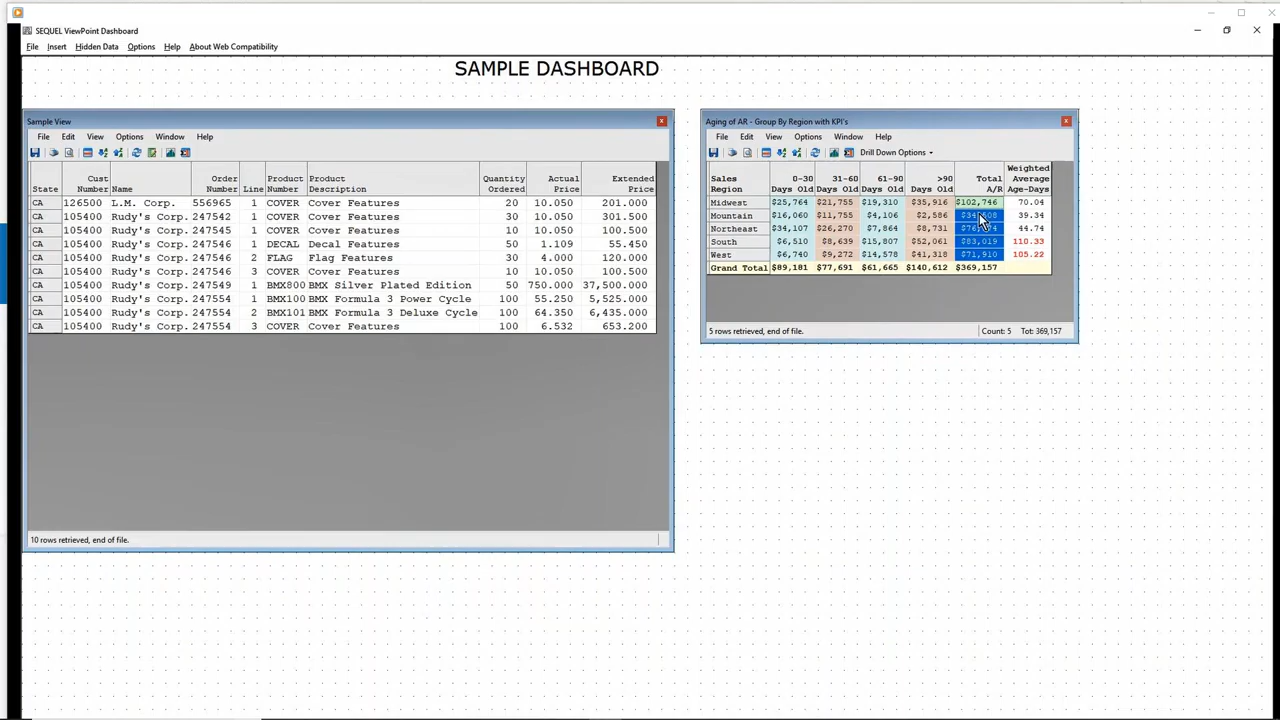 SEQUEL ViewPoint Dashboard
File Insert Hidden Data Options Help About Web Compatibility
SAMPLE DASHBOARD
Sample View
File Edit View Options Window Help
State Cust Number Name Order Number Line Product Number Product Description Quantity Ordered Actual Price Extended Price
CA 126500 L.M. Corp. 556965 1 COVER Cover Features 20 10.050 201.000
CA 105400 Rudy's Corp. 247542 1 COVER Cover Features 30 10.050 301.500
CA 105400 Rudy's Corp. 247545 1 COVER Cover Features 10 10.050 100.500
CA 105400 Rudy's Corp. 247546 1 DECAL Decal Features 50 1.109 55.450
CA 105400 Rudy's Corp. 247546 2 FLAG Flag Features 30 4.000 120.000
CA 105400 Rudy's Corp. 247546 3 COVER Cover Features 10 10.050 100.500
CA 105400 Rudy's Corp. 247549 1 BMX800 BMX Silver Plated Edition 50 750.000 37,500.000
CA 105400 Rudy's Corp. 247554 1 BMX100 BMX Formula 3 Power Cycle 100 55.250 5,525.000
CA 105400 Rudy's Corp. 247554 2 BMX101 BMX Formula 3 Deluxe Cycle 100 64.350 6,435.000
CA 105400 Rudy's Corp. 247554 3 COVER Cover Features 100 6.532 653.200
10 rows retrieved, end of file.
Aging of AR - Group By Region with KPI's
File Edit View Options Window Help
Drill Down Options
Sales Region 0-30 Days Old 31-60 Days Old 61-90 Days Old >90 Days Old Total A/R Weighted Average Age-Days
Midwest $25,764 $21,755 $19,310 $35,916 $102,746 70.04
Mountain $16,060 $11,755 $4,106 $2,586 39.34
Northeast $34,107 $26,270 $7,864 $8,731 44.74
South $6,510 $8,639 $15,807 $52,061 $83,019 110.33
West $6,740 $9,272 $14,578 $41,318 $71,910 105.22
Grand Total $89,181 $77,691 $61,665 $140,612 $369,157
5 rows retrieved, end of file. Count: 5 Tot: 369,157